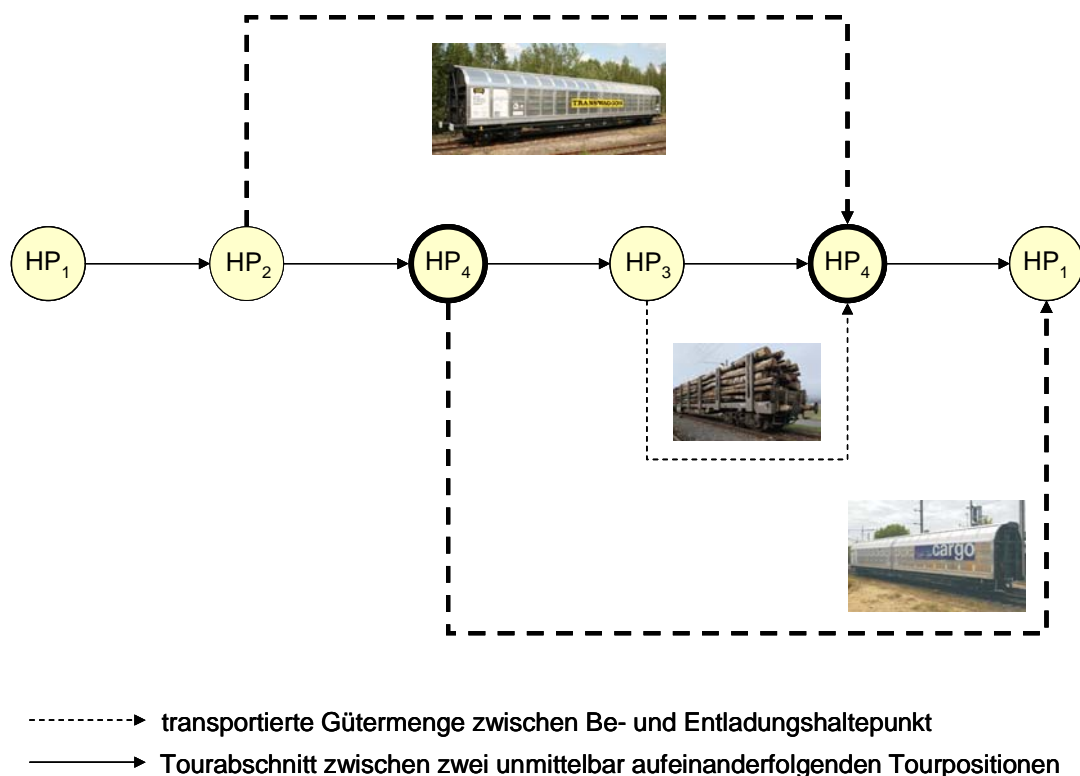 TRANSWAGGON
HP1 HP2 HP4 HP3 HP4 HP1
cargo
transportierte Gütermenge zwischen Be- und Entladungshaltepunkt
Tourabschnitt zwischen zwei unmittelbar aufeinanderfolgenden Tourpositionen